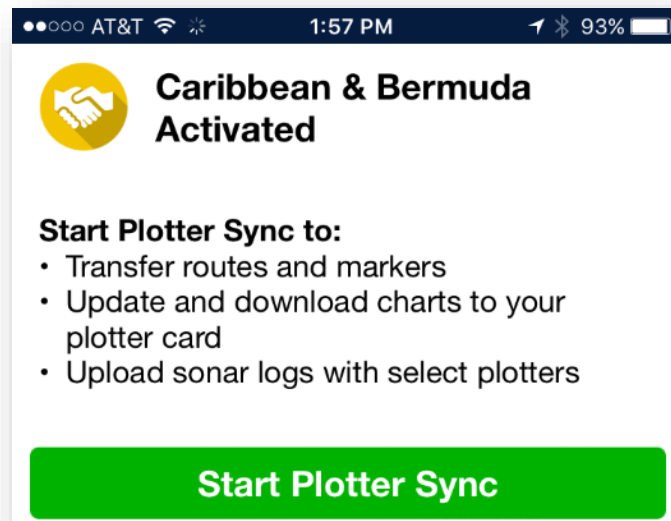 AT&T 1:57 PM 93%
Caribbean & Bermuda
Activated
Start Plotter Sync to:
• Transfer routes and markers
• Update and download charts to your
plotter card
• Upload sonar logs with select plotters
Start Plotter Sync